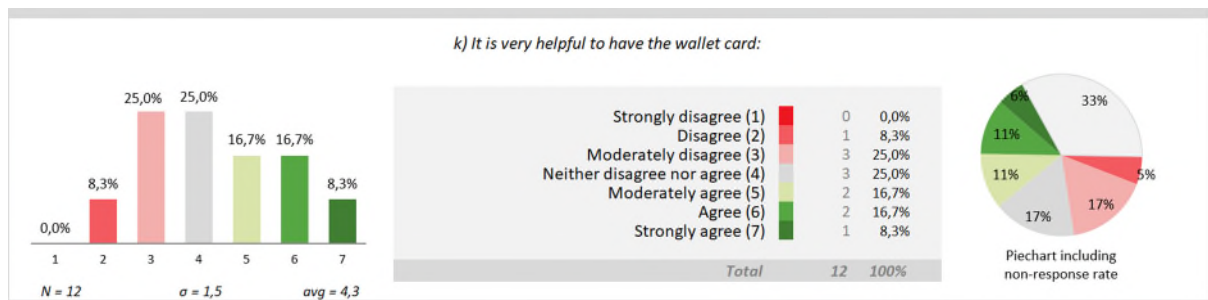 k) It is very helpful to have the wallet card:
25,0% 25,0%
16,7% 16,7%
8,3% 8,3%
0,0%
1 2 3 4 5 6 7
N = 12 σ = 1,5 avg = 4,3
Strongly disagree (1) 0 0,0%
Disagree (2) 1 8,3%
Moderately disagree (3) 3 25,0%
Neither disagree nor agree (4) 3 25,0%
Moderately agree (5) 2 16,7%
Agree (6) 2 16,7%
Strongly agree (7) 1 8,3%
Total 12 100%
6% 33%
11%
11% 5%
17% 17%
Piechart including
non-response rate